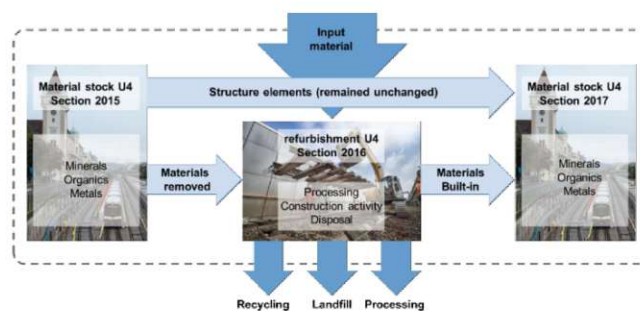 Input
material
Material stock U4
Section 2015
Structure elements (remained unchanged)
Material stock U4
Section 2017
refurbishment U4
Section 2016
Minerals
Organics
Metals
Materials
removed
Processing
Construction activity
Disposal
Materials
Built-in
Minerals
Organics
Metals
Recycling
Landfill
Processing